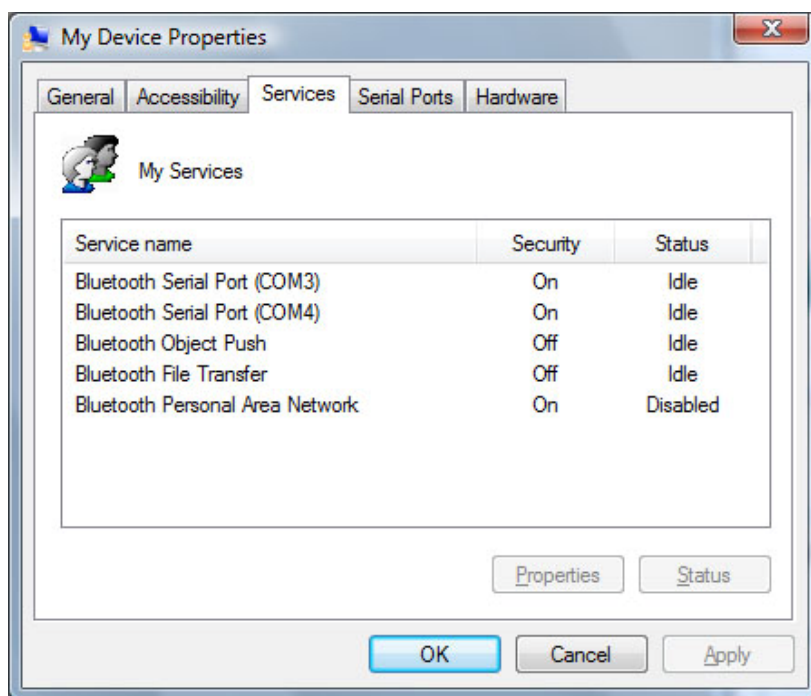 My Device Properties
General Accessibility Services Serial Ports Hardware
My Services
Service name Security Status
Bluetooth Serial Port (COM3) On Idle
Bluetooth Serial Port (COM4) On Idle
Bluetooth Object Push Off Idle
Bluetooth File Transfer Off Idle
Bluetooth Personal Area Network On Disabled
Properties Status
OK Cancel Apply